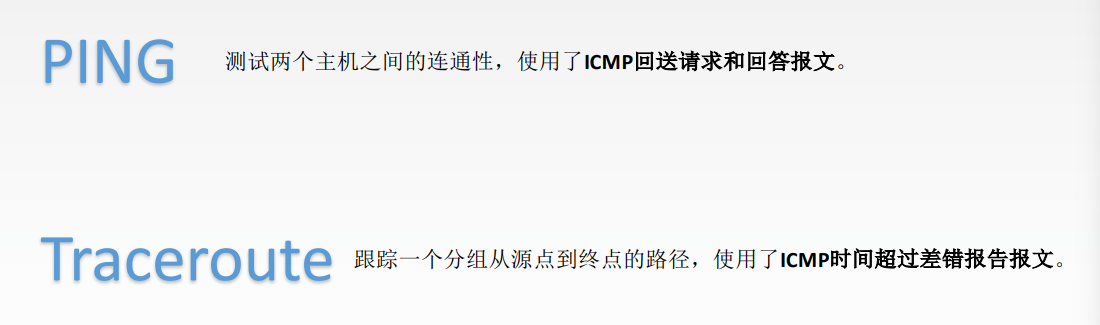 PING 测试两个主机之间的连通性，使用了ICMP回送请求和回答报文。
Traceroute 跟踪一个分组从源点到终点的路径，使用了ICMP时间超过差错报告报文。